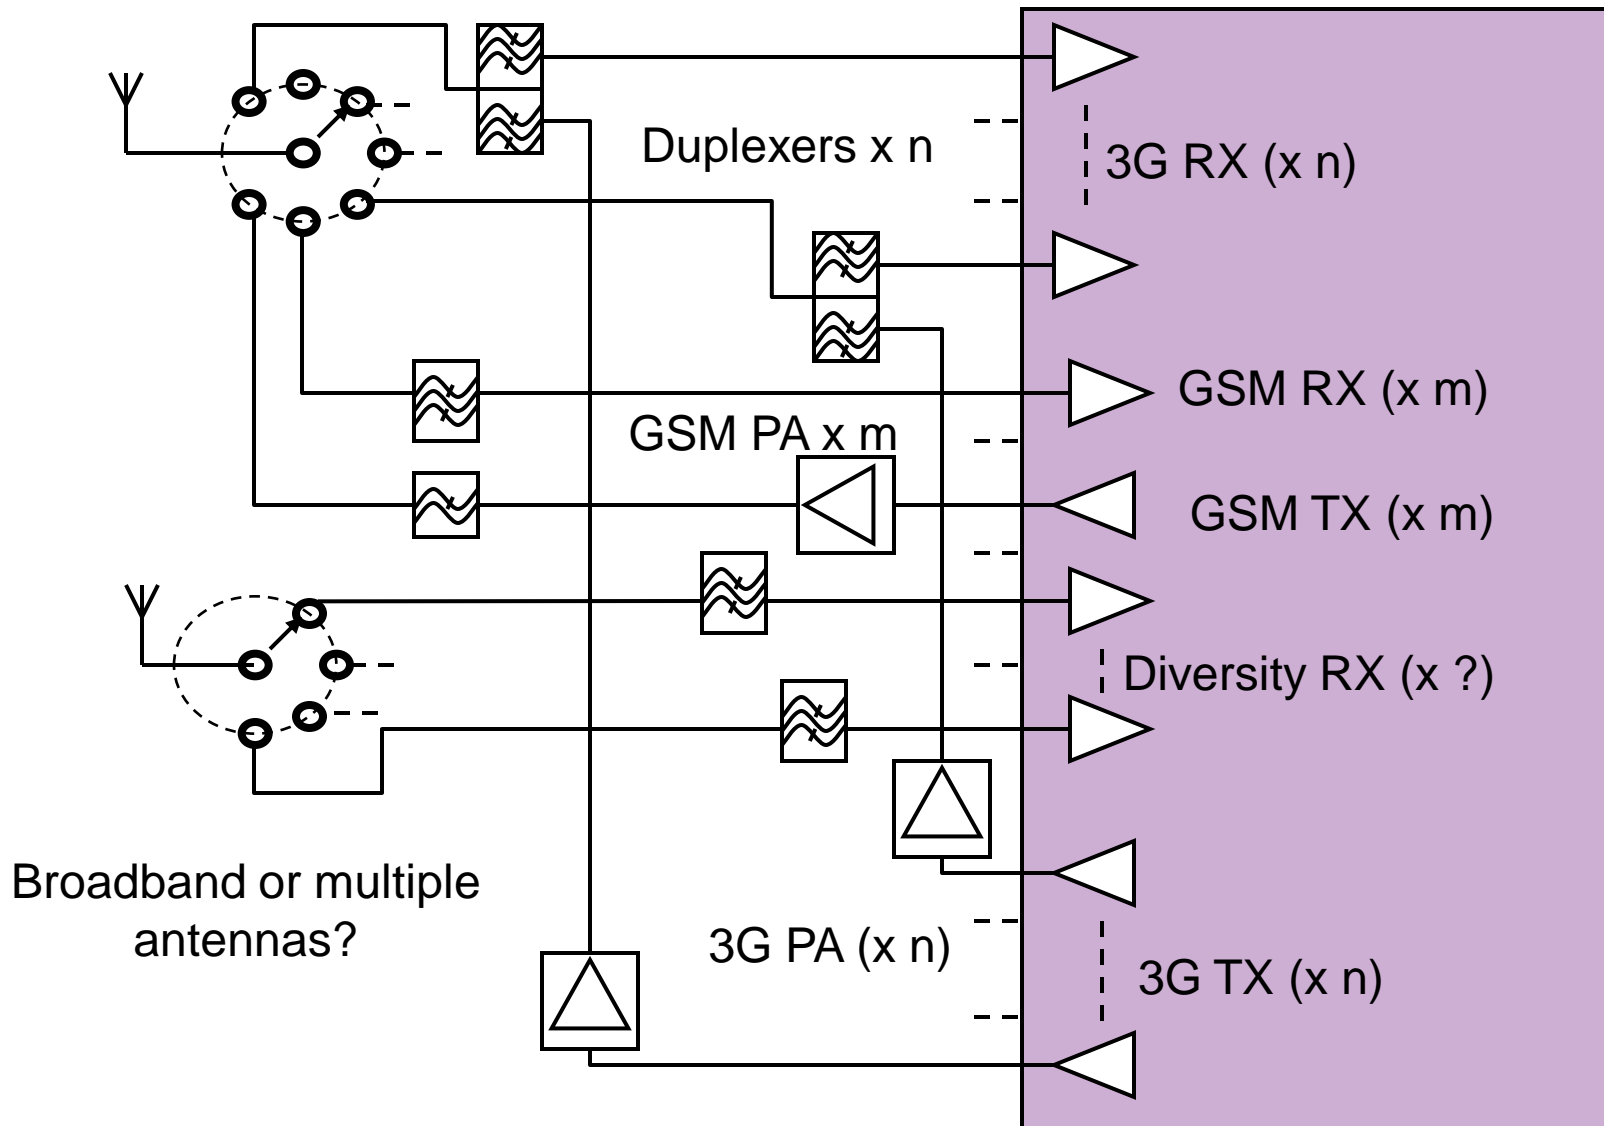 Duplexers x n
3G RX (x n)
GSM RX (x m)
GSM PA x m
GSM TX (x m)
Diversity RX (x ?)
Broadband or multiple
antennas?
3G PA (x n)
3G TX (x n)